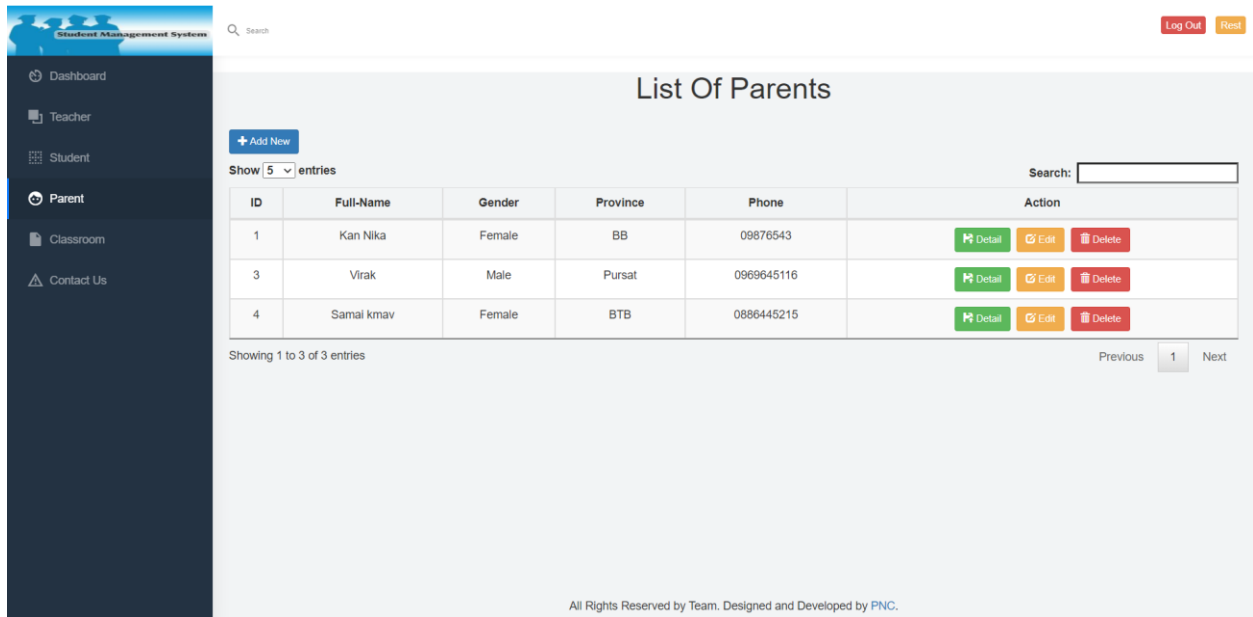 Student Management System
Search
Log Out Rest
Dashboard
Teacher
Student
Parent
Classroom
Contact Us
List Of Parents
Add New
Show 5 entries
Search:
ID Full-Name Gender Province Phone Action
1 Kan Nika Female BB 09876543 Detail Edit Delete
3 Virak Male Pursat 0969645116 Detail Edit Delete
4 Samai kmav Female BTB 0886445215 Detail Edit Delete
Showing 1 to 3 of 3 entries
Previous 1 Next
All Rights Reserved by Team. Designed and Developed by PNC.